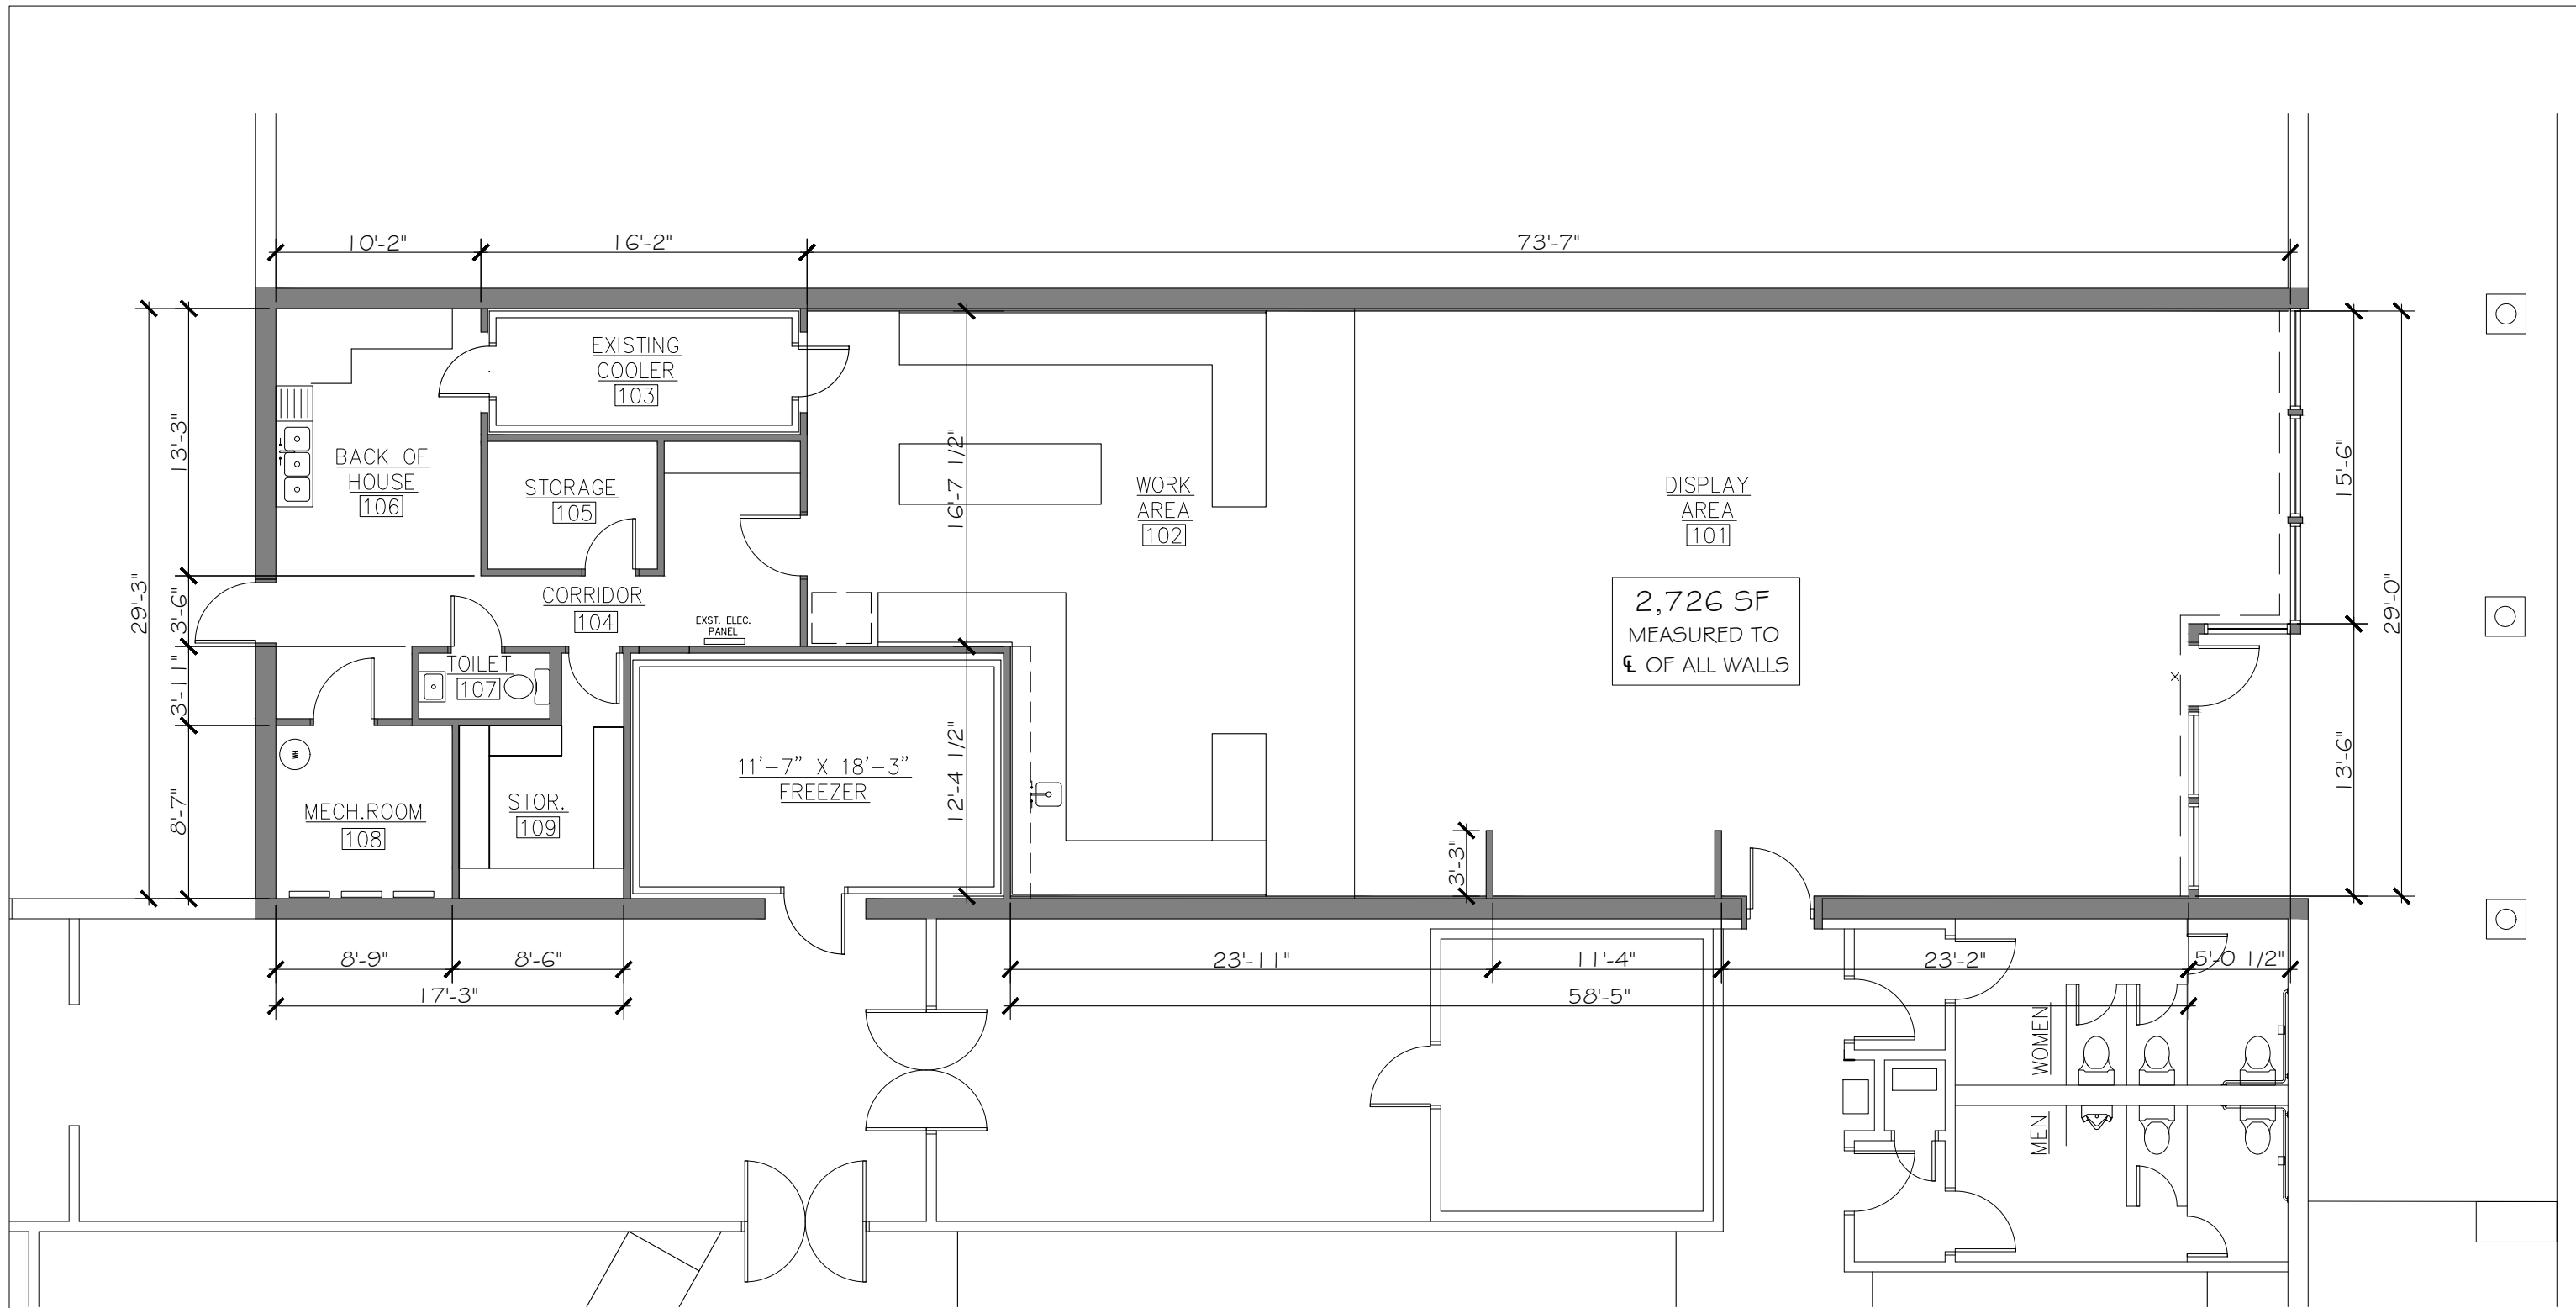 10'-2"
16'-2"
73'-7"
EXISTING
COOLER
103
29'-3"
13'-3"
3'-6"
3'-11"
8'-7"
BACK OF
HOUSE
106
STORAGE
105
16'-7 1/2"
WORK
AREA
102
DISPLAY
AREA
101
15'-6"
29'-0"
13'-6"
2,726 SF
MEASURED TO
℄ OF ALL WALLS
CORRIDOR
104
EXST. ELEC.
PANEL
TOILET
107
11'-7" X 18'-3"
FREEZER
12'-4 1/2"
WH
MECH.ROOM
108
STOR.
109
3'-3"
X
8'-9"
8'-6"
17'-3"
23'-11"
11'-4"
23'-2"
5'-0 1/2"
58'-5"
WOMEN
MEN